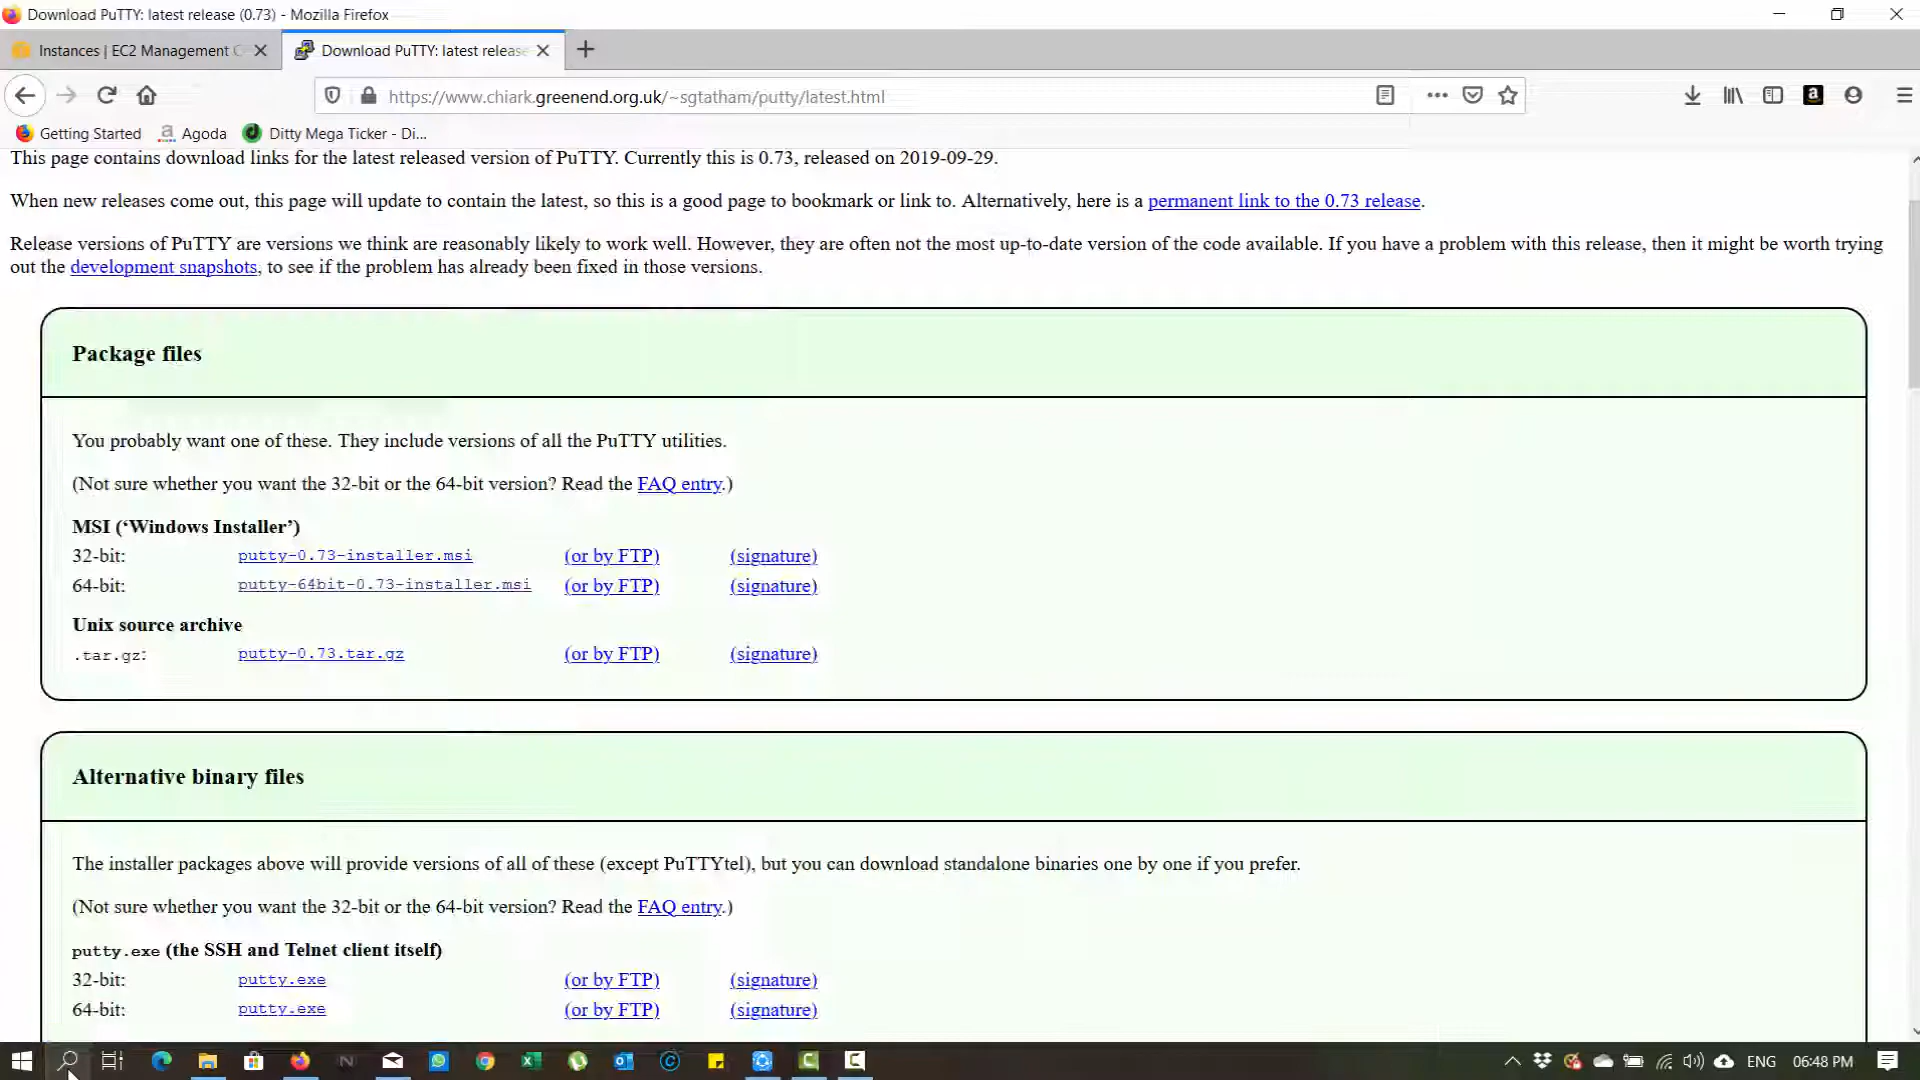 Download PuTTY: latest release (0.73) - Mozilla Firefox
Instances | EC2 Management C
Download PuTTY: latest release
https://www.chiark.greenend.org.uk/~sgtatham/putty/latest.html
Getting Started
Agoda
Ditty Mega Ticker - Di...
This page contains download links for the latest released version of PuTTY. Currently this is 0.73, released on 2019-09-29.
When new releases come out, this page will update to contain the latest, so this is a good page to bookmark or link to. Alternatively, here is a permanent link to the 0.73 release.
Release versions of PuTTY are versions we think are reasonably likely to work well. However, they are often not the most up-to-date version of the code available. If you have a problem with this release, then it might be worth trying
out the development snapshots, to see if the problem has already been fixed in those versions.
Package files
You probably want one of these. They include versions of all the PuTTY utilities.
(Not sure whether you want the 32-bit or the 64-bit version? Read the FAQ entry.)
MSI (‘Windows Installer’)
32-bit: putty-0.73-installer.msi (or by FTP) (signature)
64-bit: putty-64bit-0.73-installer.msi (or by FTP) (signature)
Unix source archive
.tar.gz: putty-0.73.tar.gz (or by FTP) (signature)
Alternative binary files
The installer packages above will provide versions of all of these (except PuTTYtel), but you can download standalone binaries one by one if you prefer.
(Not sure whether you want the 32-bit or the 64-bit version? Read the FAQ entry.)
putty.exe (the SSH and Telnet client itself)
32-bit: putty.exe (or by FTP) (signature)
64-bit: putty.exe (or by FTP) (signature)
ENG
06:48 PM